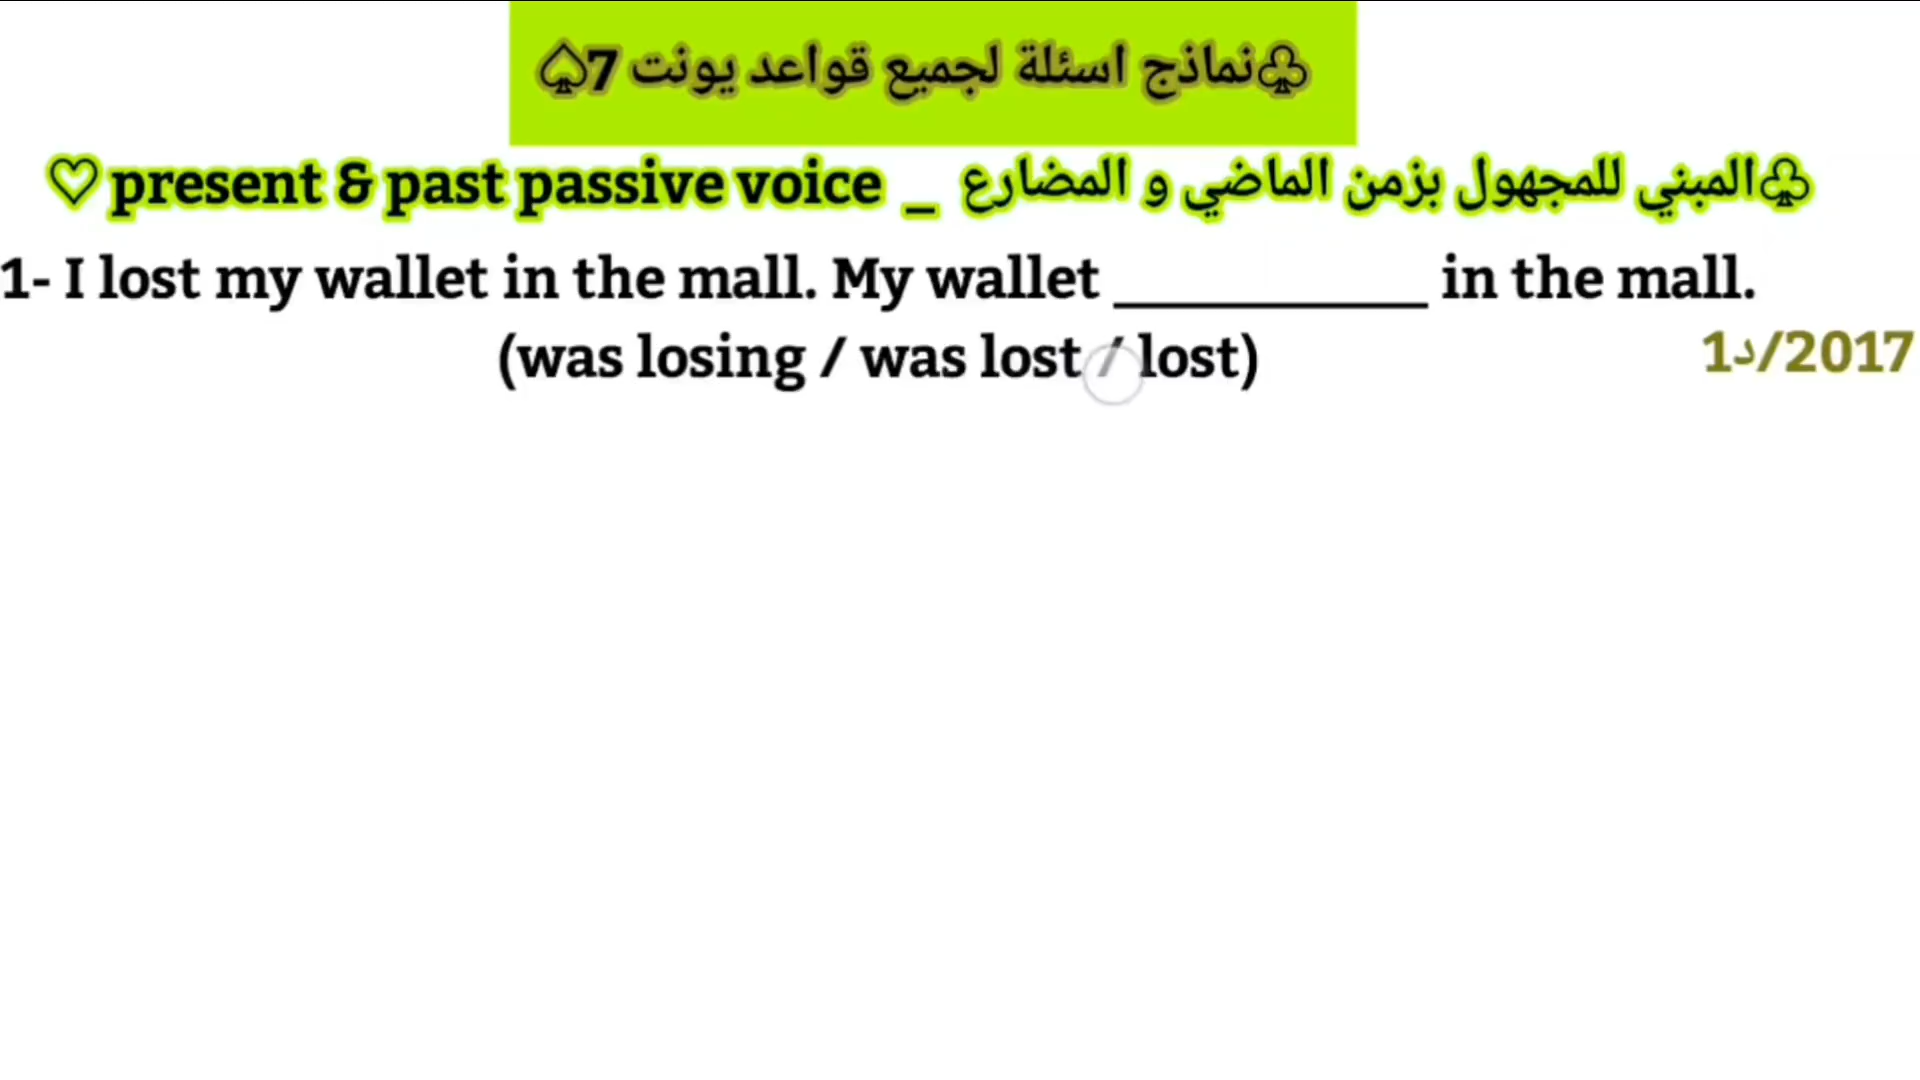 ♧نماذج اسئلة لجميع قواعد يونت 7♤
♡present & past passive voice _ المبني للمجهول بزمن الماضي و المضارع♧
1- I lost my wallet in the mall. My wallet __________ in the mall.
(was losing / was lost / lost)
2017/د1